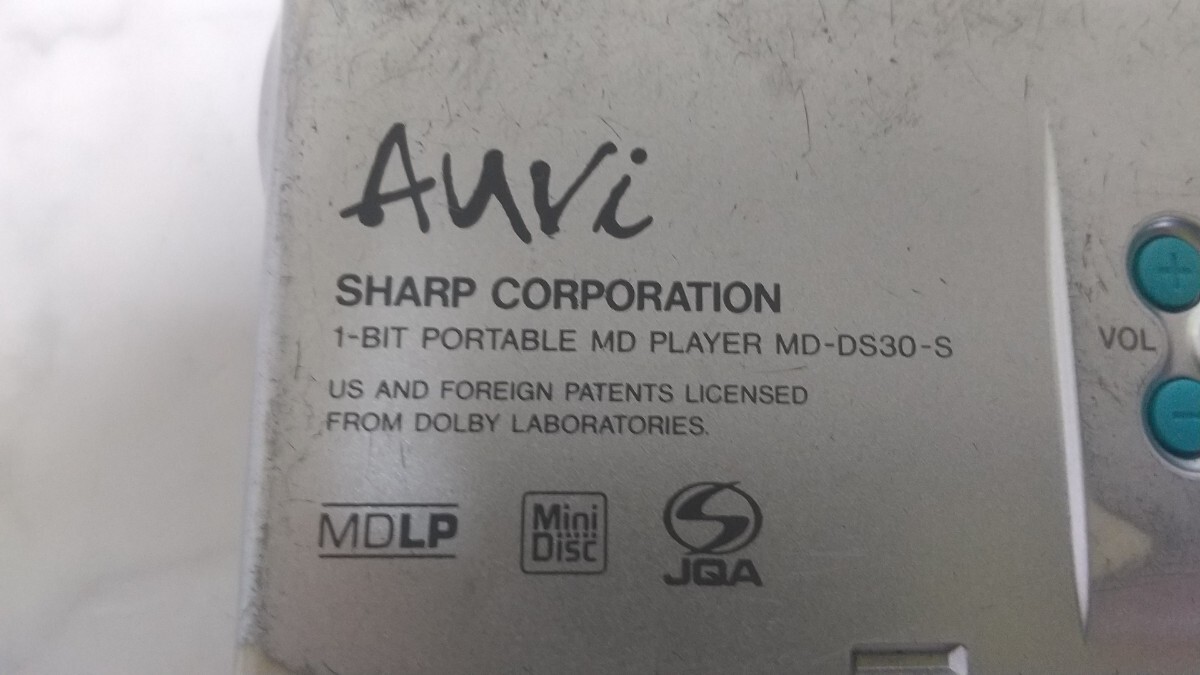 Auvi
SHARP CORPORATION
1-BIT PORTABLE MD PLAYER MD-DS30-S
US AND FOREIGN PATENTS LICENSED
FROM DOLBY LABORATORIES.
+
VOL
−
MDLP
Mini
Disc
JQA